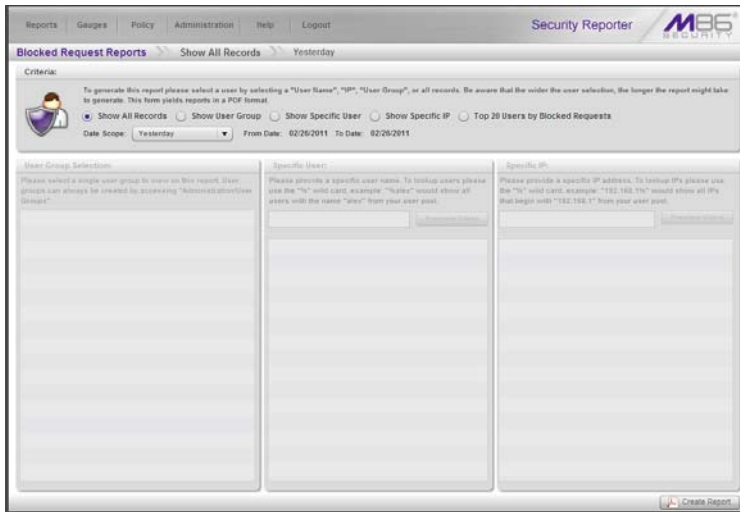 Reports Gauges Policy Administration Help Logout Security Reporter M86 SECURITY
Blocked Request Reports Show All Records Yesterday
Criteria:
To generate this report please select a user by selecting a "User Name", "IP", "User Group", or all records. Be aware that the wider the user selection, the longer the report might take
to generate. This form yields reports in a PDF format.
Show All Records Show User Group Show Specific User Show Specific IP Top 20 Users by Blocked Requests
Date Scope: Yesterday From Date: 02/26/2011 To Date: 02/26/2011
User Group Selection:
Please select a single user group to view on this report. User
groups can always be created by accessing "Administration/User
Groups".
Specific User:
Please provide a specific user name. To lookup users please
use the "%" wild card, example: "%alex" would show all
users with the name "alex" from your user pool.
Preview Users
Specific IP:
Please provide a specific IP address. To lookup IPs please use
the "%" wild card, example: "192.168.1%" would show all IPs
that begin with "192.168.1" from your user pool.
Preview Users
Create Report